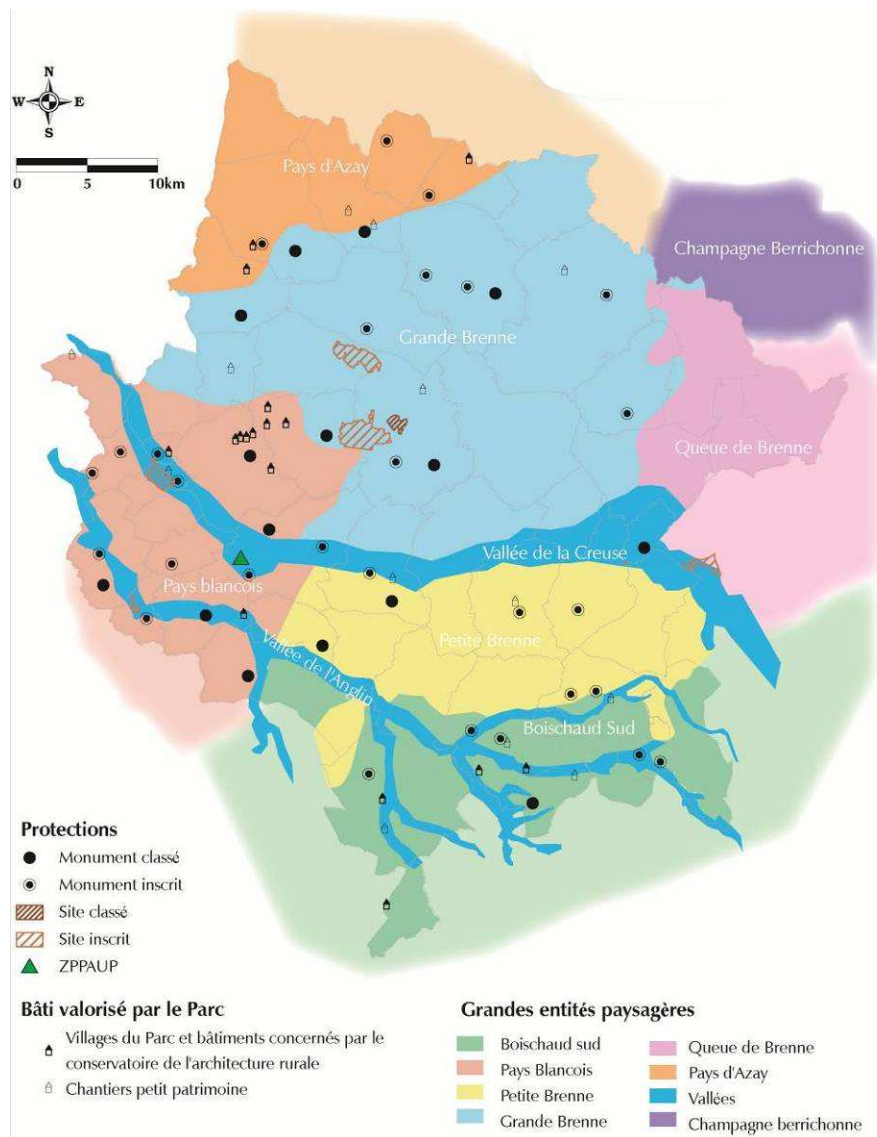 N
W E
S
0 5 10km
Pays d'Azay
Champagne Berrichonne
Grande Brenne
Queue de Brenne
Vallée de la Creuse
Pays blancois
Petite Brenne
Vallée de l'Anglin
Boischaud Sud
Protections
Monument classé
Monument inscrit
Site classé
Site inscrit
ZPPAUP
Bâti valorisé par le Parc
Villages du Parc et bâtiments concernés par le
conservatoire de l'architecture rurale
Chantiers petit patrimoine
Grandes entités paysagères
Boischaud sud
Pays Blancois
Petite Brenne
Grande Brenne
Queue de Brenne
Pays d'Azay
Vallées
Champagne berrichonne